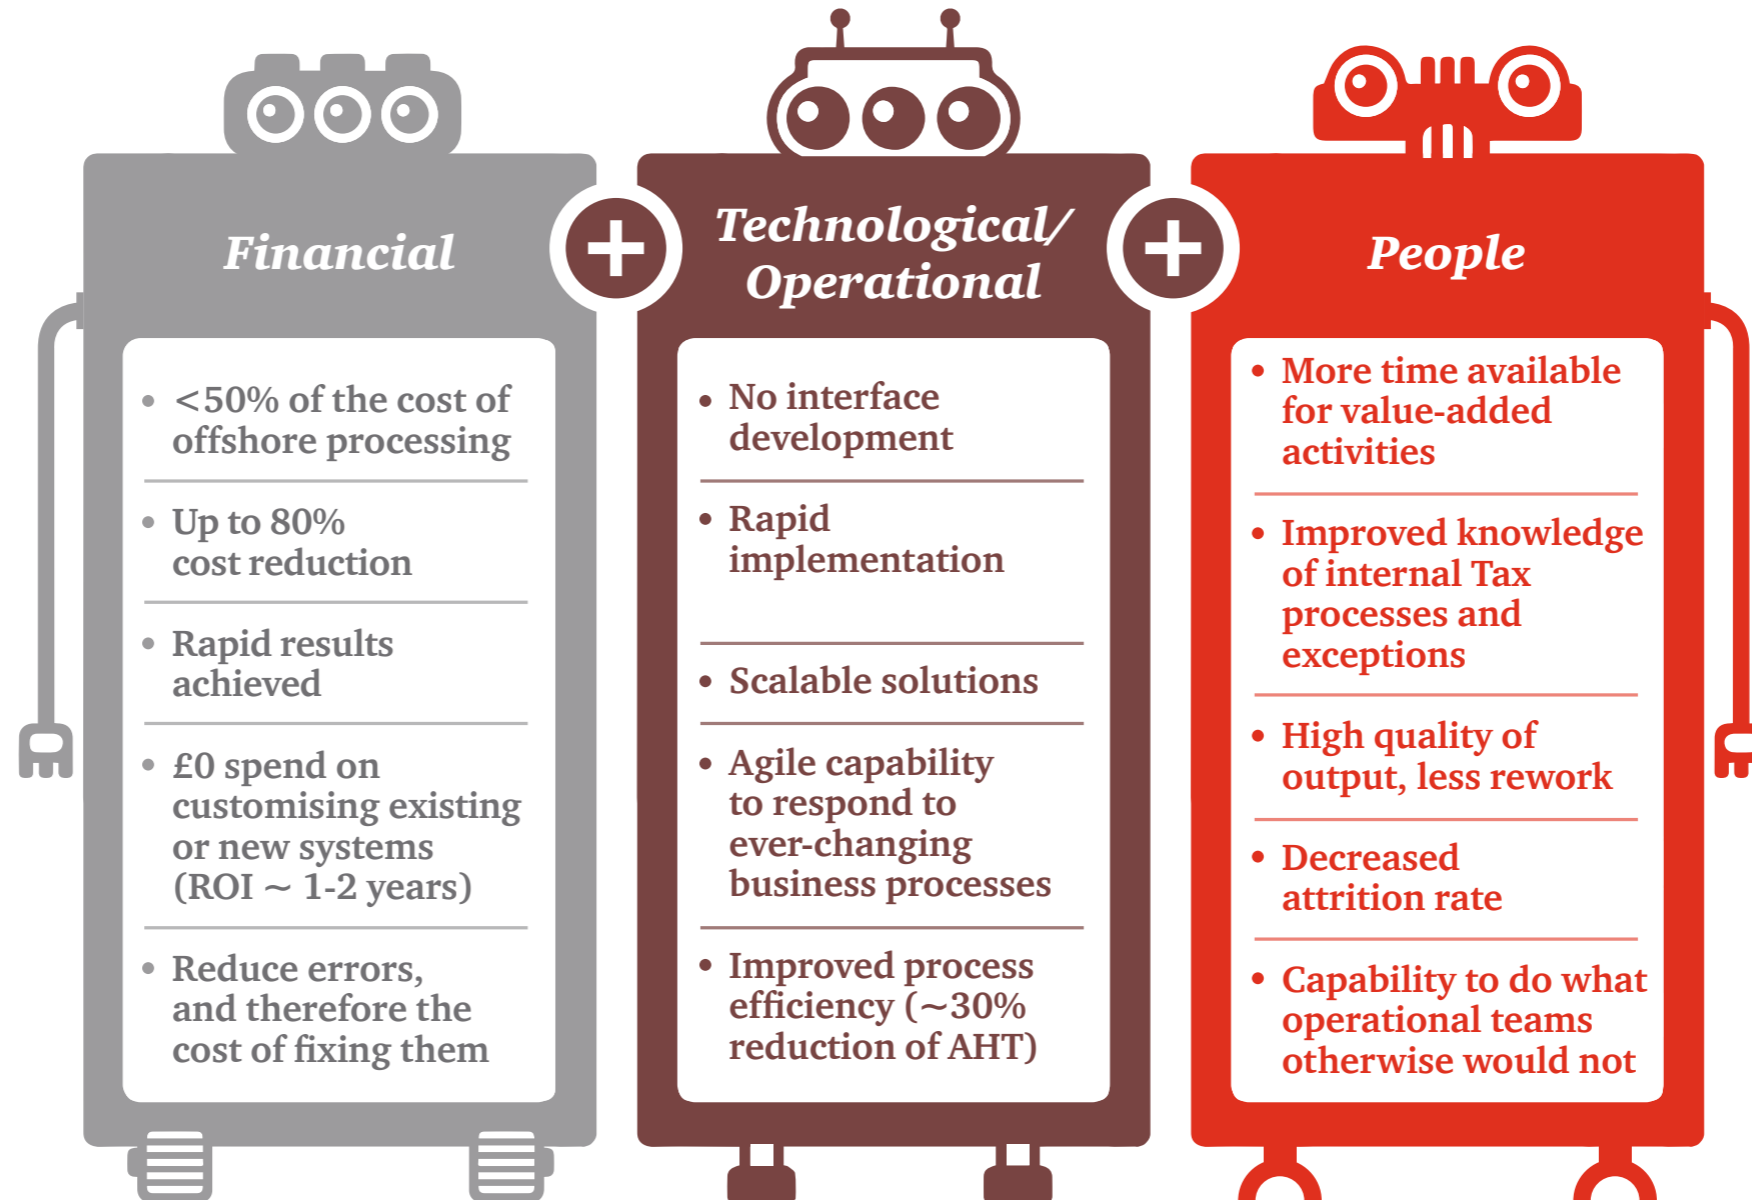 Financial
• <50% of the cost of
offshore processing
• Up to 80%
cost reduction
• Rapid results
achieved
• £0 spend on
customising existing
or new systems
(ROI ~ 1-2 years)
• Reduce errors,
and therefore the
cost of fixing them
+
Technological/
Operational
• No interface
development
• Rapid
implementation
• Scalable solutions
• Agile capability
to respond to
ever-changing
business processes
• Improved process
efficiency (~30%
reduction of AHT)
+
People
• More time available
for value-added
activities
• Improved knowledge
of internal Tax
processes and
exceptions
• High quality of
output, less rework
• Decreased
attrition rate
• Capability to do what
operational teams
otherwise would not